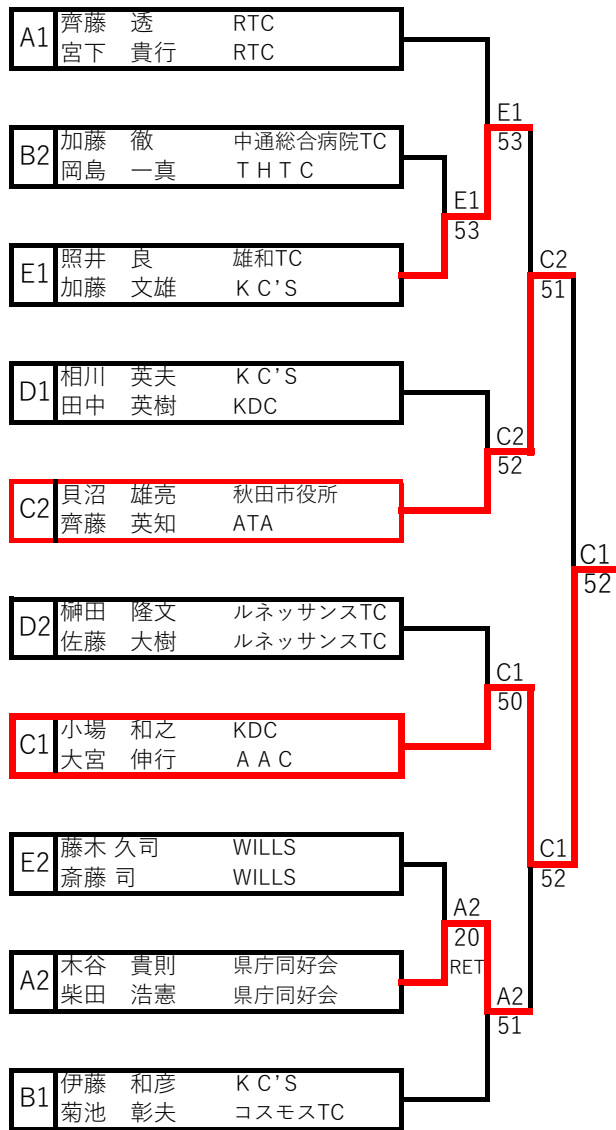 A1 齊藤 透 RTC
宮下 貴行 RTC
B2 加藤 徹 中通総合病院TC
岡島 一真 ＴＨＴＣ
E1 照井 良 雄和TC
加藤 文雄 ＫＣ’Ｓ
D1 相川 英夫 ＫＣ’Ｓ
田中 英樹 KDC
C2 貝沼 雄亮 秋田市役所
齊藤 英知 ATA
D2 榊田 隆文 ルネッサンスTC
佐藤 大樹 ルネッサンスTC
C1 小場 和之 KDC
大宮 伸行 ＡＡＣ
E2 藤木 久司 WILLS
斎藤 司 WILLS
A2 木谷 貴則 県庁同好会
柴田 浩憲 県庁同好会
B1 伊藤 和彦 ＫＣ’Ｓ
菊池 彰夫 コスモスTC
E1
53
A2
20
RET
E1
53
C2
52
C1
50
A2
51
C2
51
C1
52
C1
52